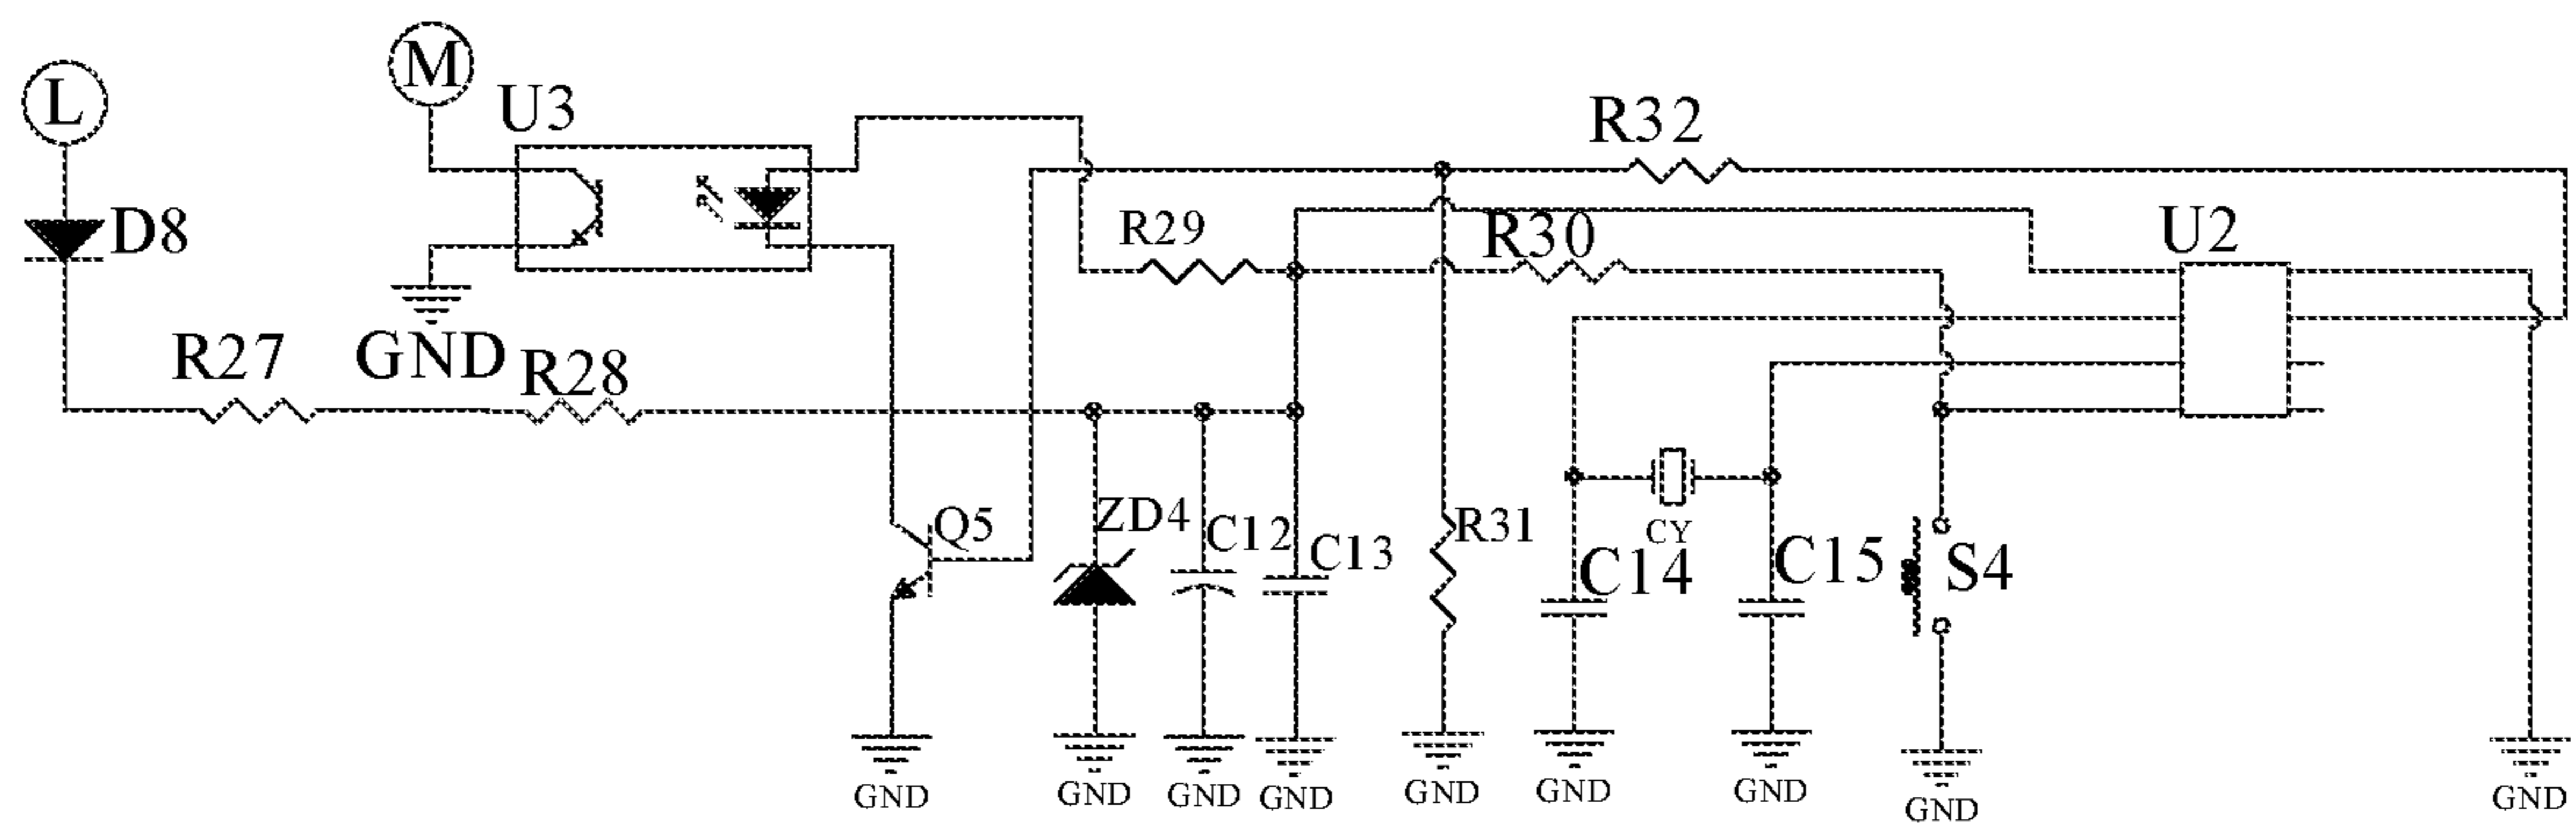 M
L
U3
R32
D8
R29
R30
U2
R27
GND
R28
Q5
ZD4
C12
C13
R31
CY
C14
C15
S4
GND
GND
GND
GND
GND
GND
GND
GND
GND